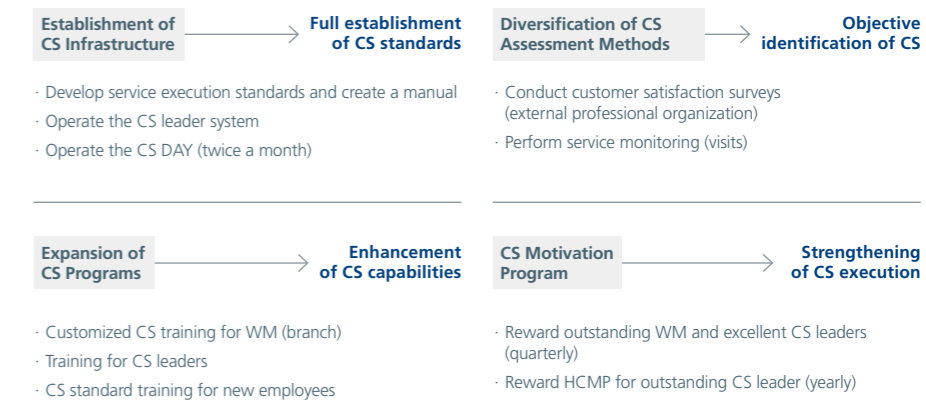 Establishment of
CS Infrastructure
Full establishment
of CS standards
· Develop service execution standards and create a manual
· Operate the CS leader system
· Operate the CS DAY (twice a month)
Diversification of CS
Assessment Methods
Objective
identification of CS
· Conduct customer satisfaction surveys
(external professional organization)
· Perform service monitoring (visits)
Expansion of
CS Programs
Enhancement
of CS capabilities
· Customized CS training for WM (branch)
· Training for CS leaders
· CS standard training for new employees
CS Motivation
Program
Strengthening
of CS execution
· Reward outstanding WM and excellent CS leaders
(quarterly)
· Reward HCMP for outstanding CS leader (yearly)